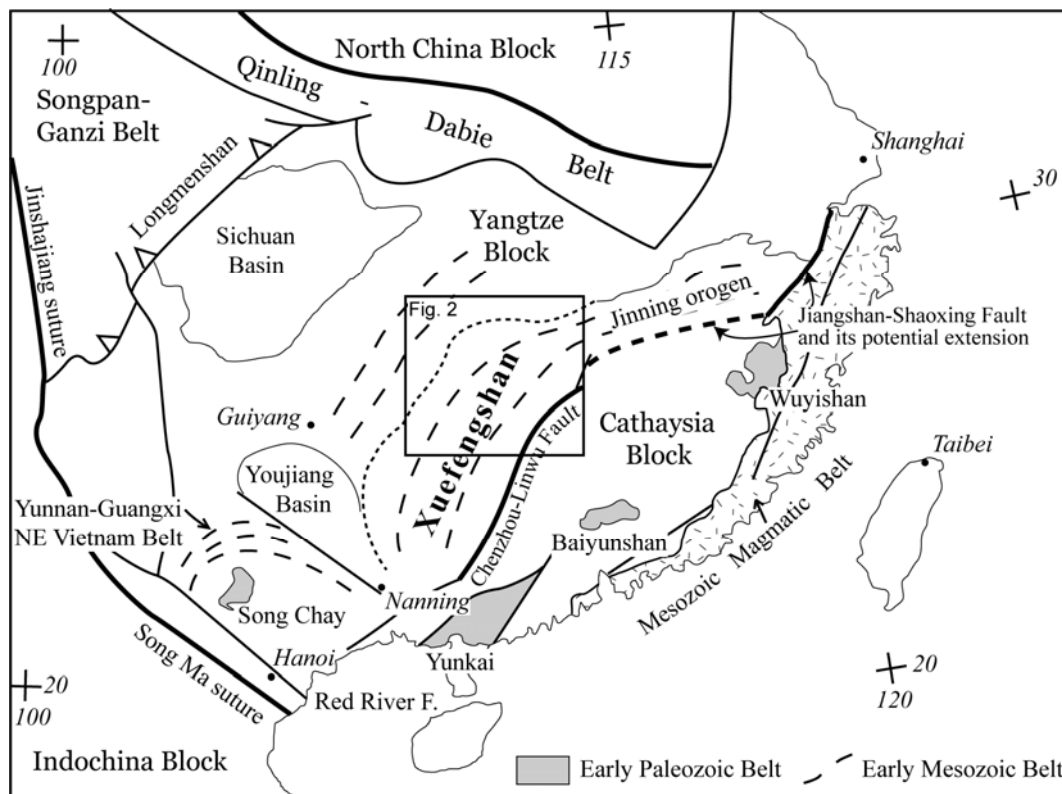 North China Block
100
115
Qinling
Songpan-
Ganzi Belt
Dabie
Belt
Shanghai
30
Longmenshan
Jinshajiang suture
Sichuan
Basin
Yangtze
Block
Fig. 2
Jinning orogen
Jiangshan-Shaoxing Fault
and its potential extension
Xuefengshan
Wuyishan
Guiyang
Cathaysia
Block
Chenzhou-Linwu Fault
Taibei
Youjiang
Basin
Yunnan-Guangxi
NE Vietnam Belt
Baiyunshan
Mesozoic Magmatic Belt
Nanning
Song Chay
Hanoi
Yunkai
Song Ma suture
20
100
Red River F.
20
120
Indochina Block
Early Paleozoic Belt
Early Mesozoic Belt